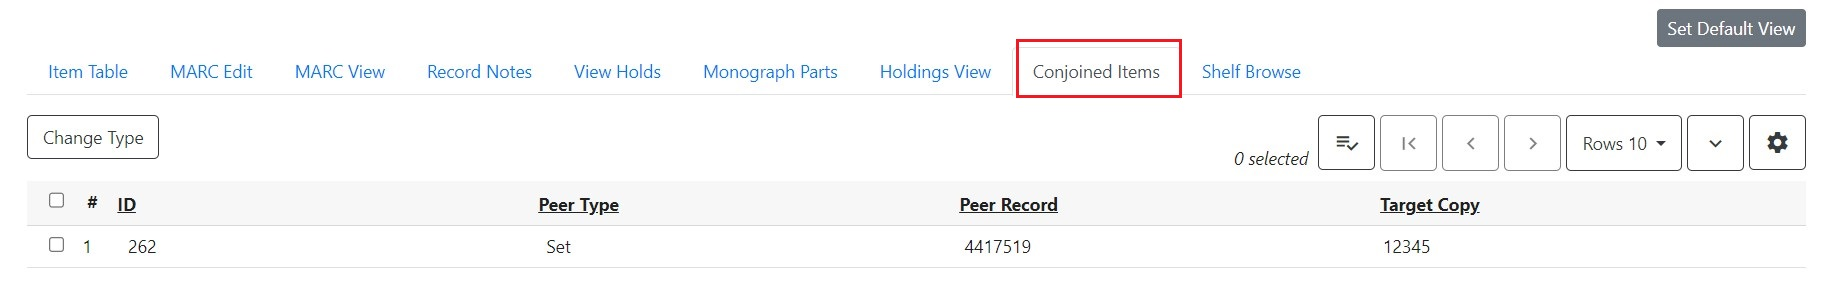 Set Default View
Item Table MARC Edit MARC View Record Notes View Holds Monograph Parts Holdings View Conjoined Items Shelf Browse
Change Type 0 selected Rows 10
# ID Peer Type Peer Record Target Copy
1 262 Set 4417519 12345